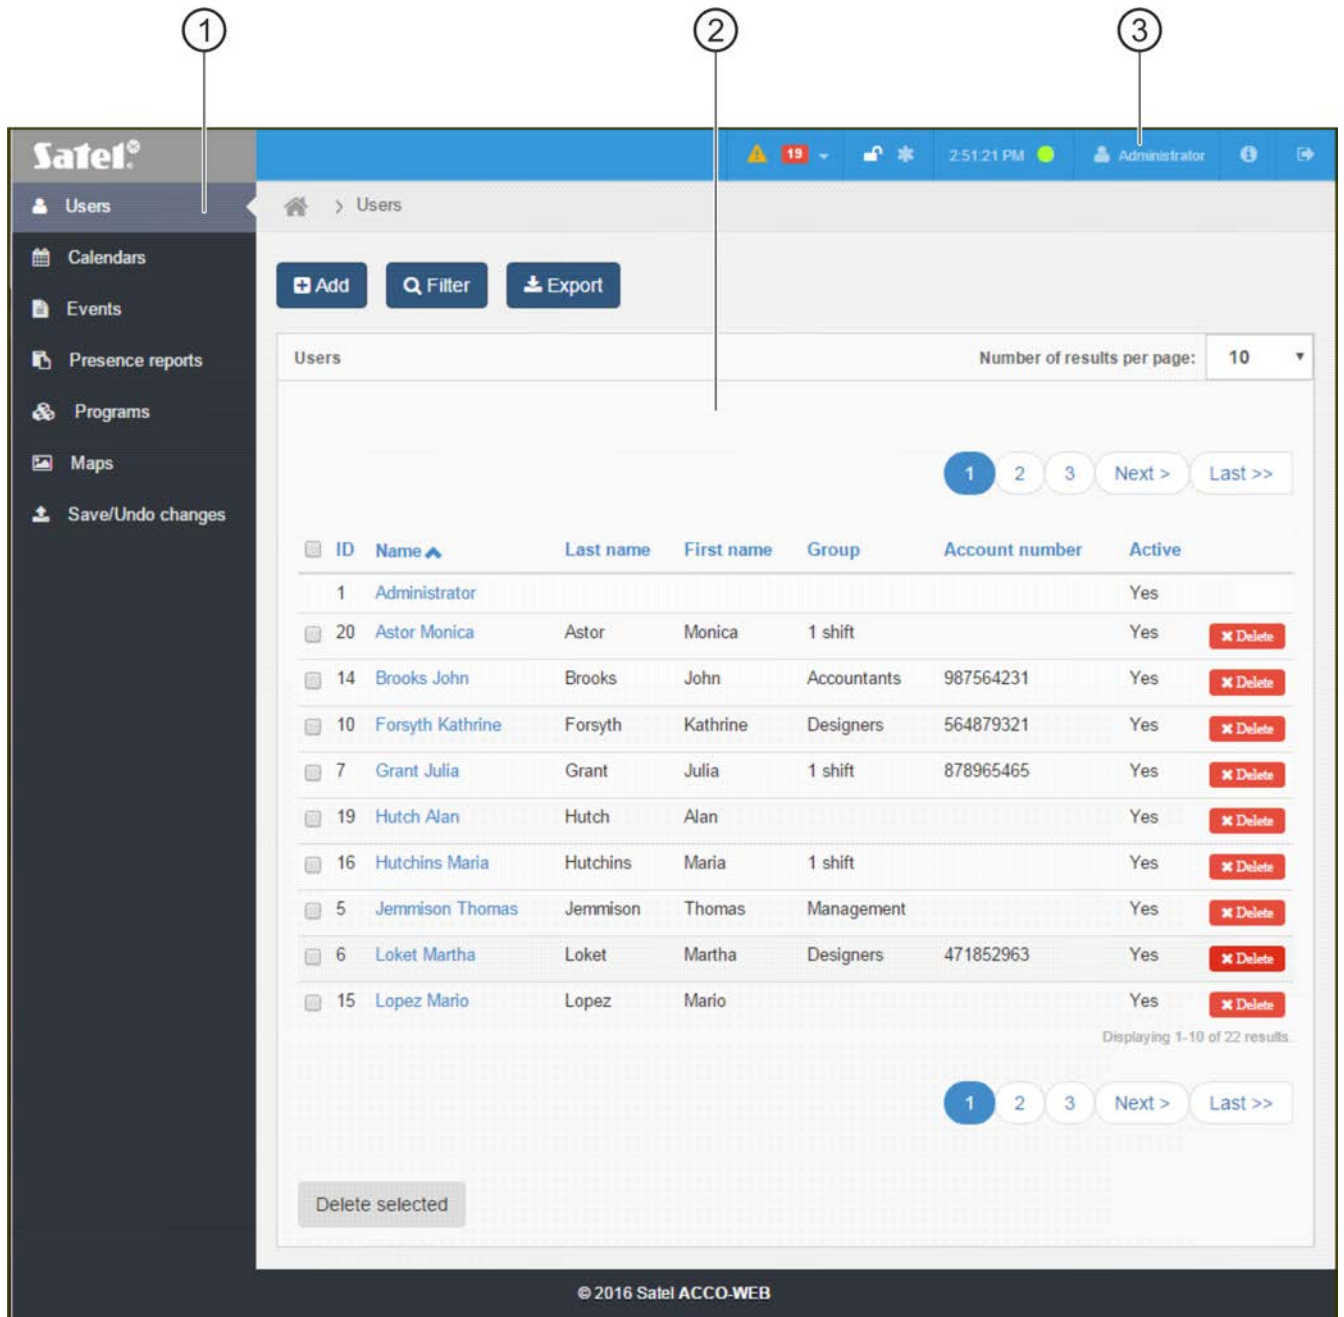 1 2 3
Satel®
19 2:51:21 PM Administrator
Users
Calendars
Events
Presence reports
Programs
Maps
Save/Undo changes
> Users
Add Filter Export
Users Number of results per page: 10
1 2 3 Next > Last >>
ID Name Last name First name Group Account number Active
1 Administrator Yes
20 Astor Monica Astor Monica 1 shift Yes Delete
14 Brooks John Brooks John Accountants 987564231 Yes Delete
10 Forsyth Kathrine Forsyth Kathrine Designers 564879321 Yes Delete
7 Grant Julia Grant Julia 1 shift 878965465 Yes Delete
19 Hutch Alan Hutch Alan Yes Delete
16 Hutchins Maria Hutchins Maria 1 shift Yes Delete
5 Jemmison Thomas Jemmison Thomas Management Yes Delete
6 Loket Martha Loket Martha Designers 471852963 Yes Delete
15 Lopez Mario Lopez Mario Yes Delete
Displaying 1-10 of 22 results.
1 2 3 Next > Last >>
Delete selected
© 2016 Satel ACCO-WEB